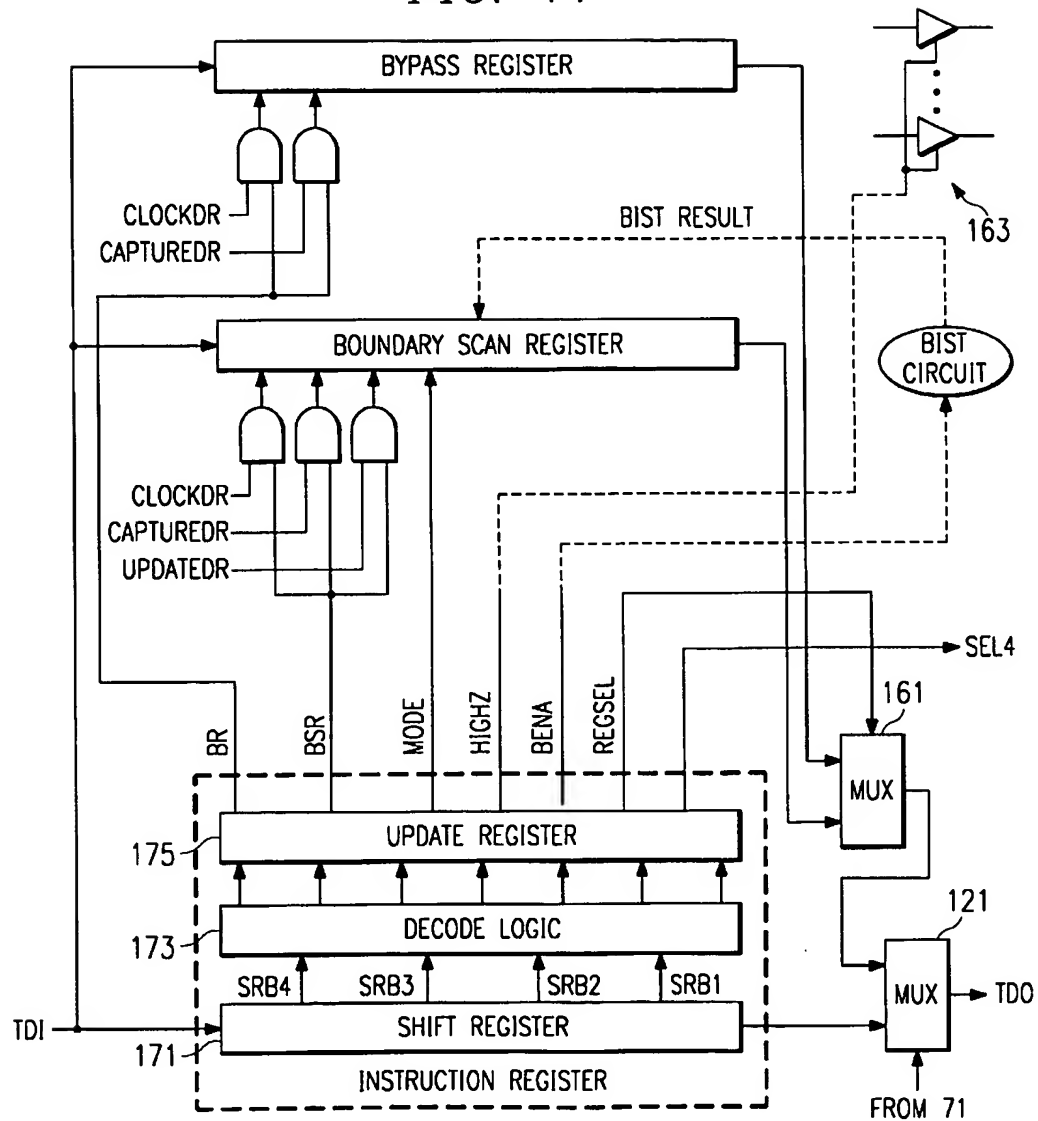 BYPASS REGISTER
CLOCKDR
CAPTUREDR
BIST RESULT
163
BOUNDARY SCAN REGISTER
BIST
CIRCUIT
CLOCKDR
CAPTUREDR
UPDATEDR
SEL4
BR
BSR
MODE
HIGHZ
BENA
REGSEL
161
MUX
175
UPDATE REGISTER
173
DECODE LOGIC
121
SRB4
SRB3
SRB2
SRB1
MUX
TDO
TDI
SHIFT REGISTER
171
INSTRUCTION REGISTER
FROM 71